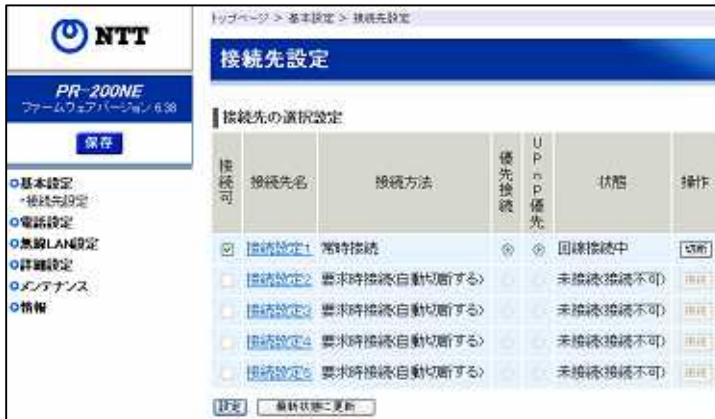 トップページ > 基本設定 > 接続先設定
NTT
接続先設定
PR-200NE
ファームウェアバージョン 6.38
保存
接続先の選択設定
接続可 接続先名 接続方法 優先接続 UPnP優先 状態 操作
基本設定
・接続先設定
電話設定
無線LAN設定
詳細設定
メンテナンス
情報
接続設定1 常時接続 回線接続中 切断
接続設定2 要求時接続(自動切断する) 未接続(接続不可) 接続
接続設定3 要求時接続(自動切断する) 未接続(接続不可) 接続
接続設定4 要求時接続(自動切断する) 未接続(接続不可) 接続
接続設定5 要求時接続(自動切断する) 未接続(接続不可) 接続
設定 最新状態に更新